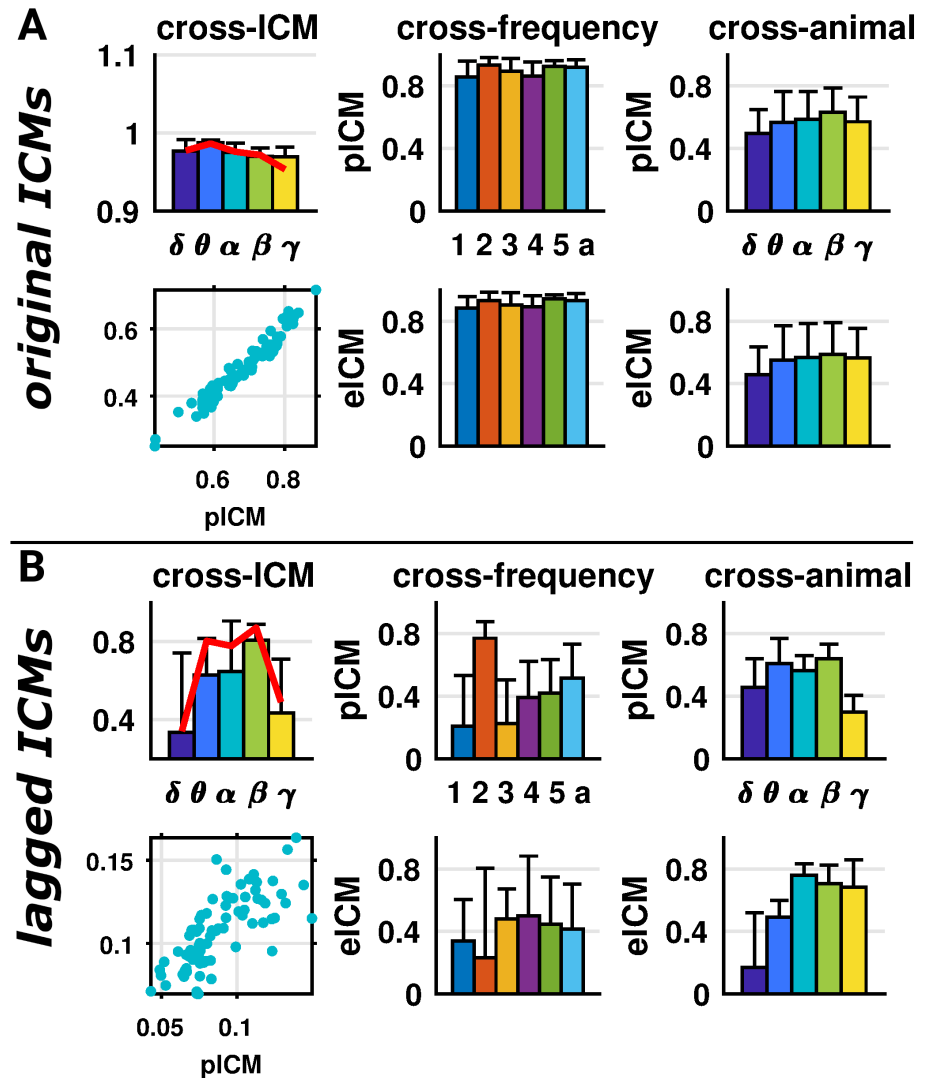 A
cross-ICM
cross-frequency
cross-animal
original ICMs
1.1
1
0.9
δ θ α β γ
pICM
0.8
0.4
0
1 2 3 4 5 a
pICM
0.8
0.4
0
δ θ α β γ
0.6
0.4
0.6 0.8
pICM
eICM
0.8
0.4
0
eICM
0.8
0.4
0
B
cross-ICM
cross-frequency
cross-animal
lagged ICMs
0.8
0.4
δ θ α β γ
pICM
0.8
0.4
0
1 2 3 4 5 a
pICM
0.8
0.4
0
δ θ α β γ
0.15
0.1
0.05 0.1
pICM
eICM
0.8
0.4
0
eICM
0.8
0.4
0